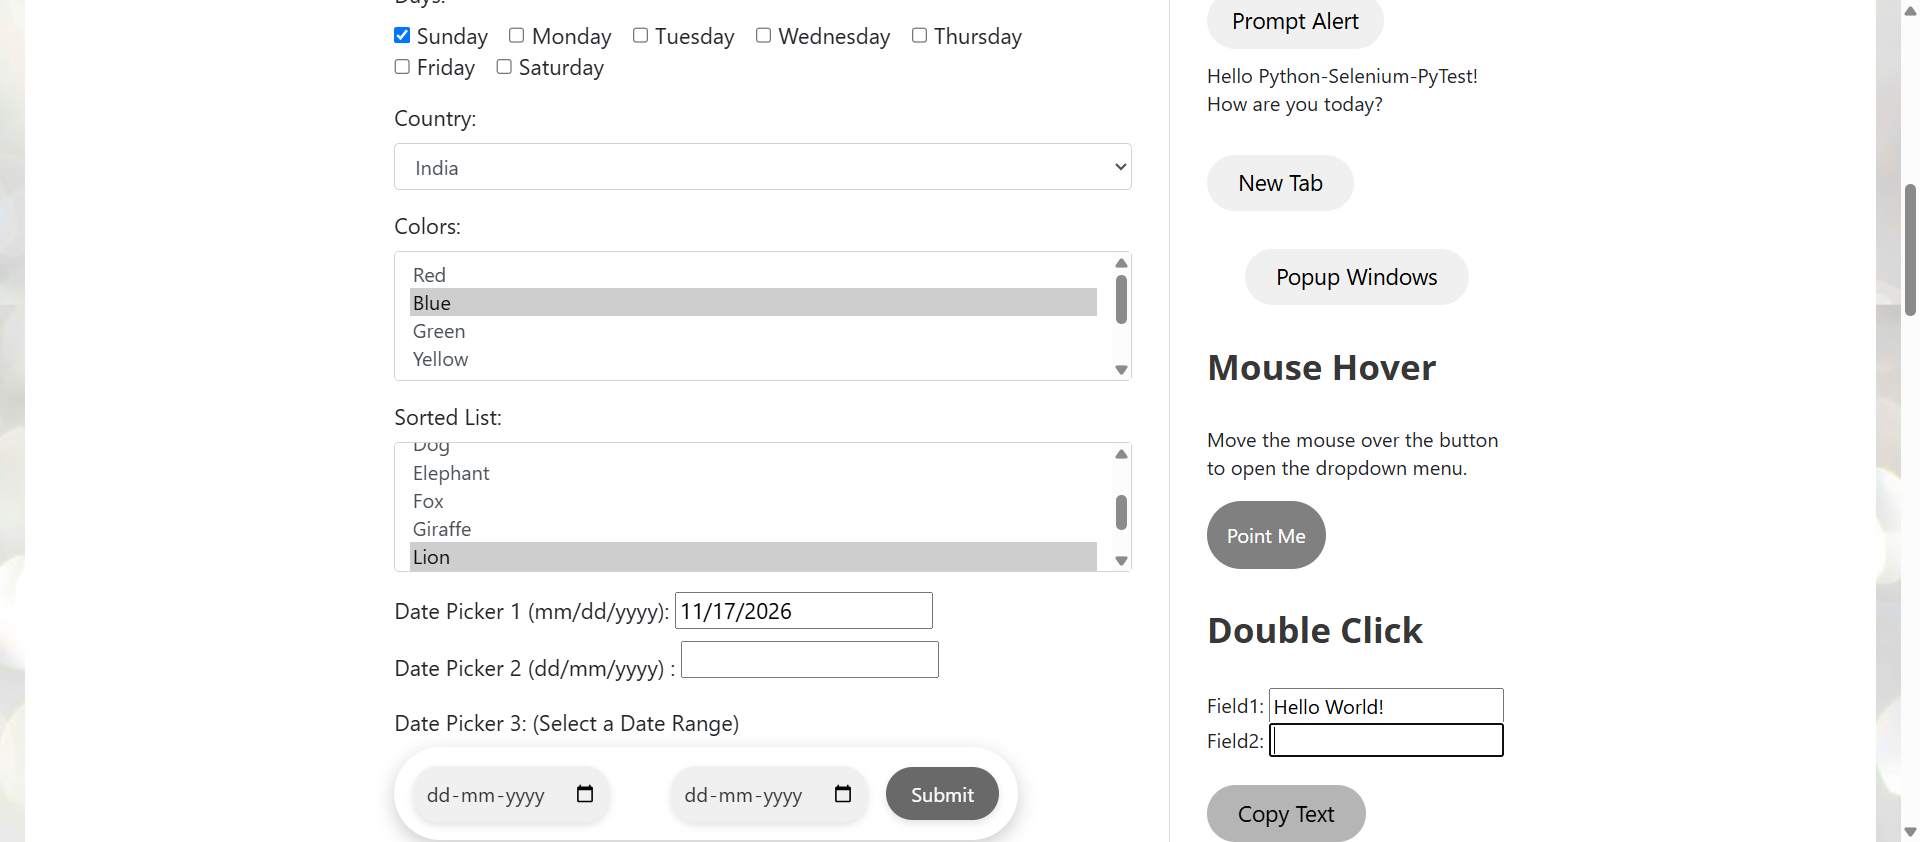 Days:
Sunday Monday Tuesday Wednesday Thursday
Friday Saturday
Country:
India
Colors:
Red
Blue
Green
Yellow
Sorted List:
Dog
Elephant
Fox
Giraffe
Lion
Date Picker 1 (mm/dd/yyyy): 11/17/2026
Date Picker 2 (dd/mm/yyyy) :
Date Picker 3: (Select a Date Range)
dd-mm-yyyy dd-mm-yyyy Submit
Prompt Alert
Hello Python-Selenium-PyTest!
How are you today?
New Tab
Popup Windows
Mouse Hover
Move the mouse over the button
to open the dropdown menu.
Point Me
Double Click
Field1: Hello World!
Field2:
Copy Text